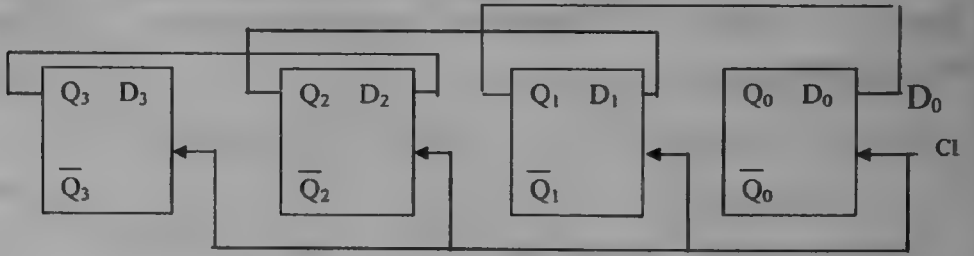 Q₃ D₃ Q₂ D₂ Q₁ D₁ Q₀ D₀ D₀
Cl
Q̅₃ Q̅₂ Q̅₁ Q̅₀